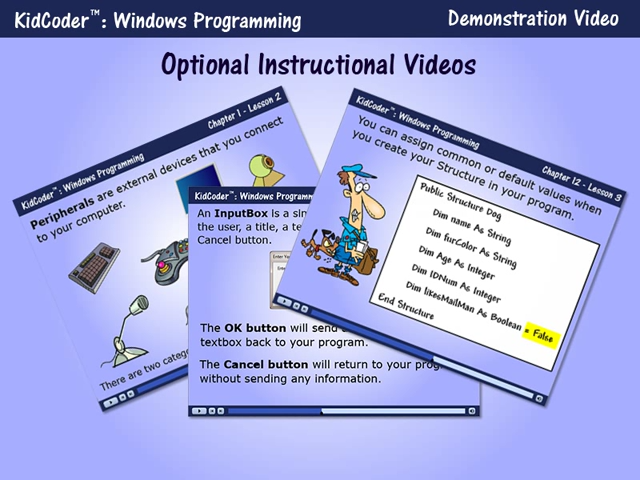 KidCoder™: Windows Programming
Demonstration Video
Optional Instructional Videos
KidCoder™: Windows Programming
Chapter 1 - Lesson 2
Peripherals are external devices that you connect
to your computer.
There are two
KidCoder™: Windows
An InputBox is a
the user, a title, a
Cancel button.
The OK button will send
textbox back to your program.
The Cancel button will return to your
without sending any information.
KidCoder™: Windows Programming
Chapter 12 - Lesson 3
You can assign common or default values when
you create your Structure in your program.
Public Structure Dog
Dim name As String
Dim furColor As String
Dim Age As Integer
Dim IDNum As Integer
Dim likesMailMan As Boolean = False
End Structure